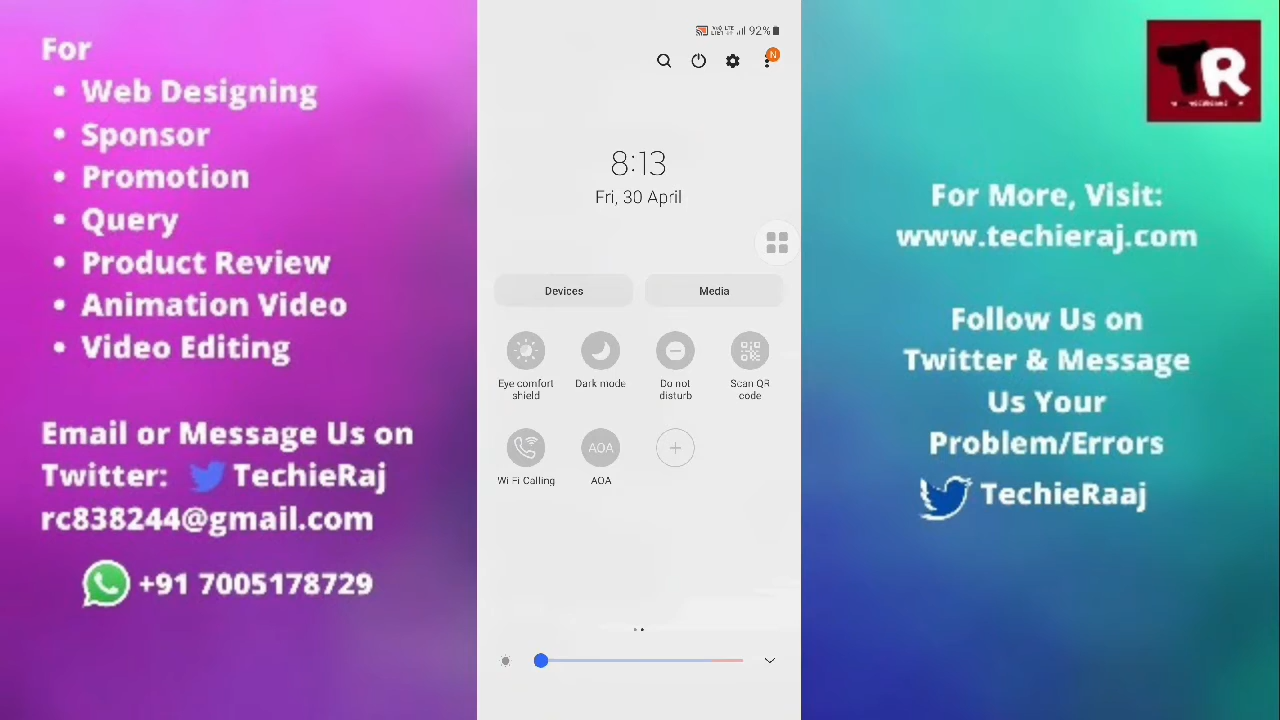 For
• Web Designing
• Sponsor
• Promotion
• Query
• Product Review
• Animation Video
• Video Editing
Email or Message Us on
Twitter: TechieRaj
rc838244@gmail.com
+91 7005178729
92%
N
8:13
Fri, 30 April
Devices
Media
Eye comfort
shield
Dark mode
Do not
disturb
Scan QR
code
AOA
Wi Fi Calling
AOA
TR
For More, Visit:
www.techieraj.com
Follow Us on
Twitter & Message
Us Your
Problem/Errors
TechieRaaj